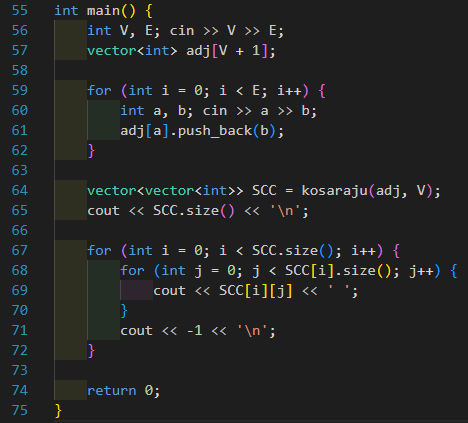 55 int main() {
56     int V, E; cin >> V >> E;
57     vector<int> adj[V + 1];
58
59     for (int i = 0; i < E; i++) {
60         int a, b; cin >> a >> b;
61         adj[a].push_back(b);
62     }
63
64     vector<vector<int>> SCC = kosaraju(adj, V);
65     cout << SCC.size() << '\n';
66
67     for (int i = 0; i < SCC.size(); i++) {
68         for (int j = 0; j < SCC[i].size(); j++) {
69             cout << SCC[i][j] << ' ';
70         }
71         cout << -1 << '\n';
72     }
73
74     return 0;
75 }